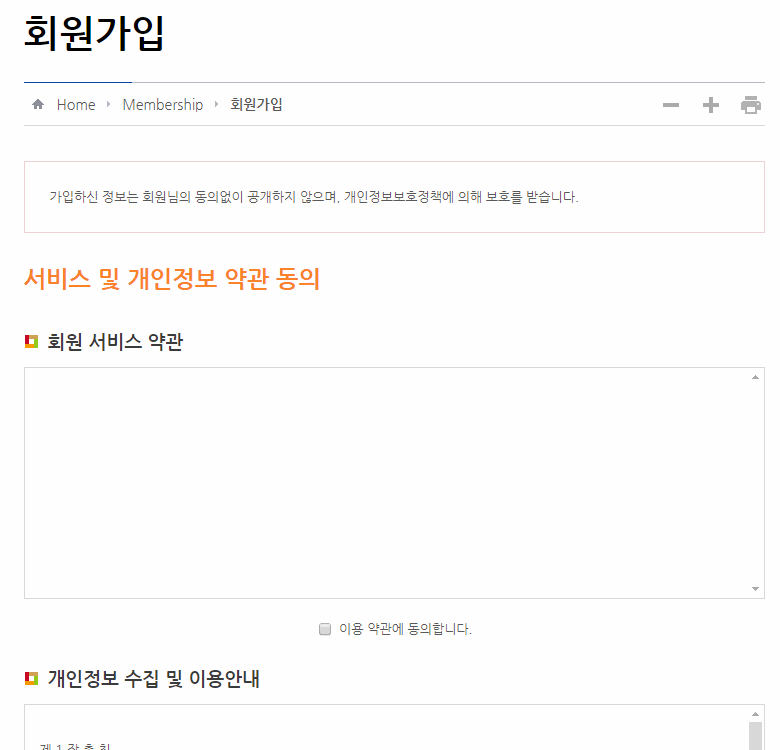 회원가입
Home Membership 회원가입
가입하신 정보는 회원님의 동의없이 공개하지 않으며, 개인정보보호정책에 의해 보호를 받습니다.
서비스 및 개인정보 약관 동의
회원 서비스 약관
이용 약관에 동의합니다.
개인정보 수집 및 이용안내